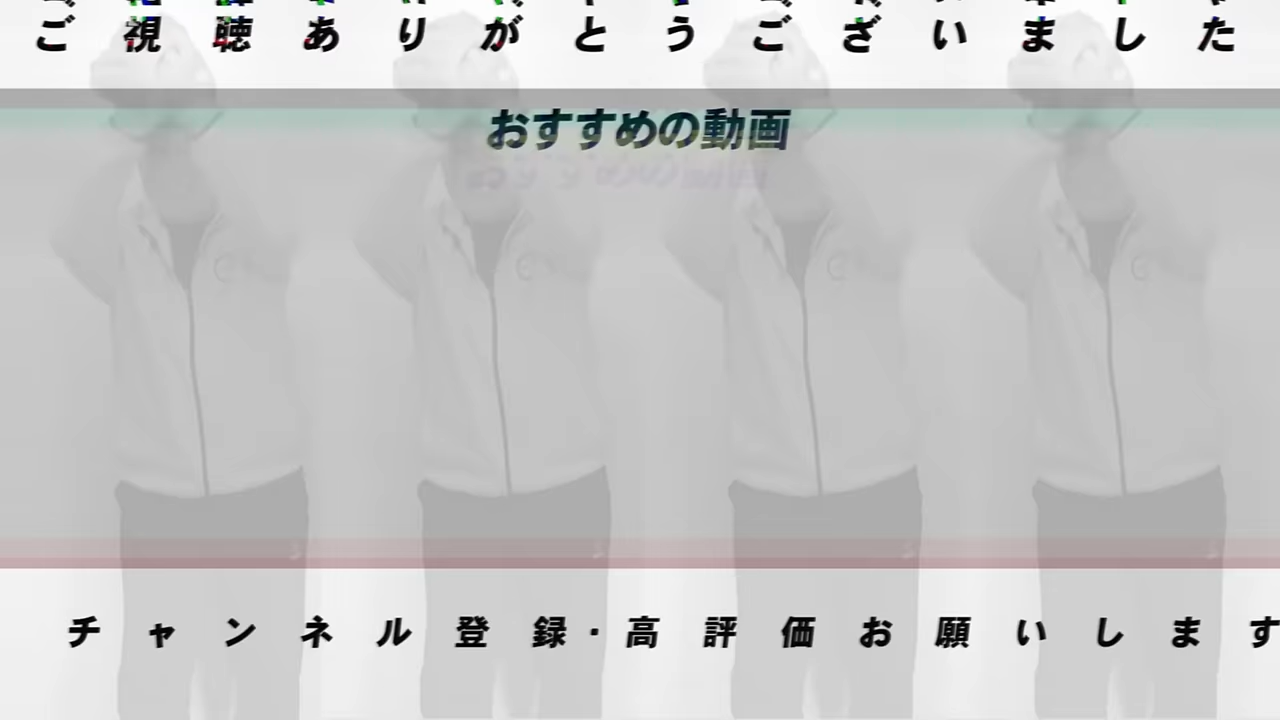 ご視聴ありがとうございました
おすすめの動画
チャンネル登録・高評価お願いします